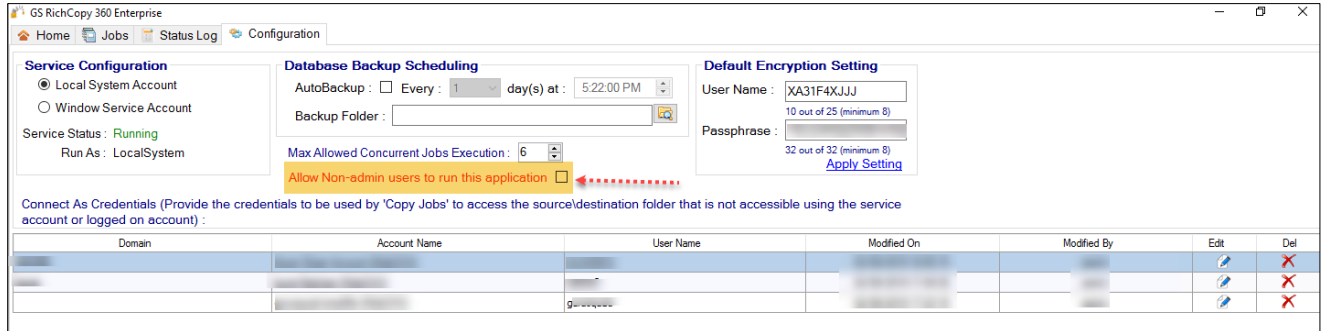 GS RichCopy 360 Enterprise
Home Jobs Status Log Configuration
Service Configuration
Local System Account
Window Service Account
Service Status : Running
Run As : LocalSystem
Database Backup Scheduling
AutoBackup : Every : 1 day(s) at : 5:22:00 PM
Backup Folder :
Max Allowed Concurrent Jobs Execution : 6
Allow Non-admin users to run this application
Default Encryption Setting
User Name : XA31F4XJJJ
10 out of 25 (minimum 8)
Passphrase :
32 out of 32 (minimum 8)
Apply Setting
Connect As Credentials (Provide the credentials to be used by 'Copy Jobs' to access the source\destination folder that is not accessible using the service
account or logged on account) :
Domain Account Name User Name Modified On Modified By Edit Del